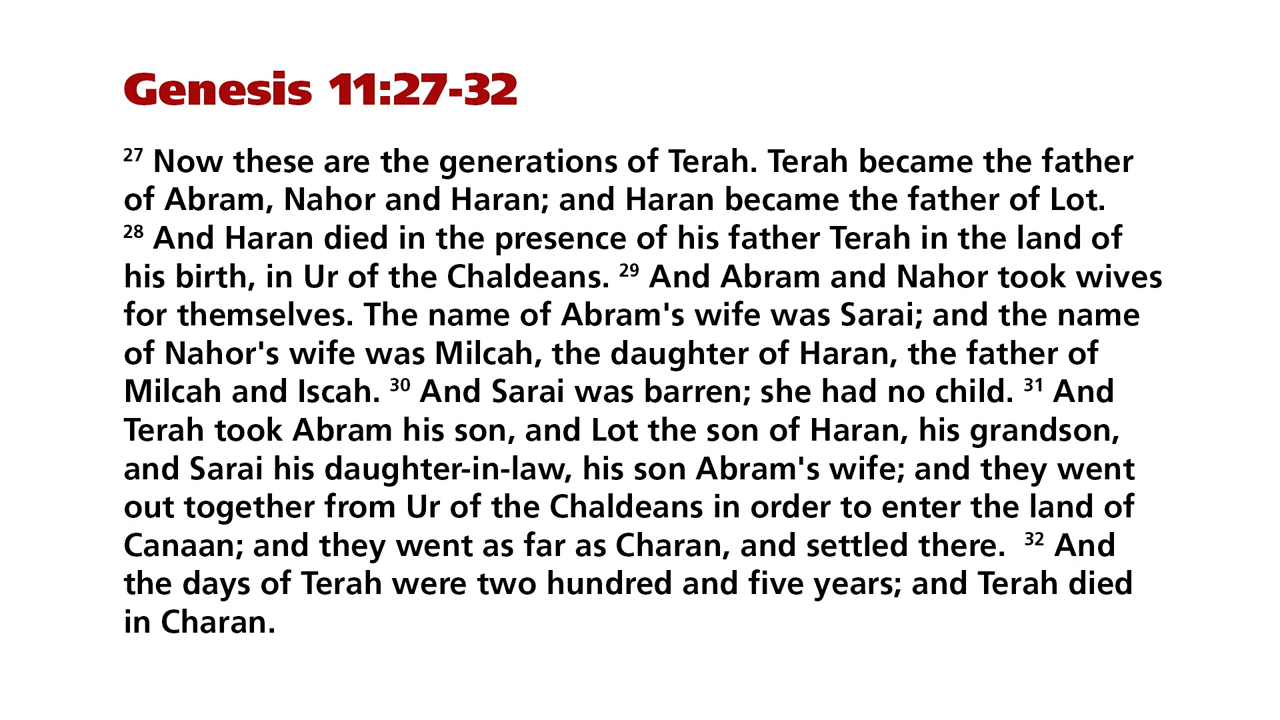 Genesis 11:27-32
27 Now these are the generations of Terah. Terah became the father
of Abram, Nahor and Haran; and Haran became the father of Lot.
28 And Haran died in the presence of his father Terah in the land of
his birth, in Ur of the Chaldeans. 29 And Abram and Nahor took wives
for themselves. The name of Abram's wife was Sarai; and the name
of Nahor's wife was Milcah, the daughter of Haran, the father of
Milcah and Iscah. 30 And Sarai was barren; she had no child. 31 And
Terah took Abram his son, and Lot the son of Haran, his grandson,
and Sarai his daughter-in-law, his son Abram's wife; and they went
out together from Ur of the Chaldeans in order to enter the land of
Canaan; and they went as far as Charan, and settled there. 32 And
the days of Terah were two hundred and five years; and Terah died
in Charan.